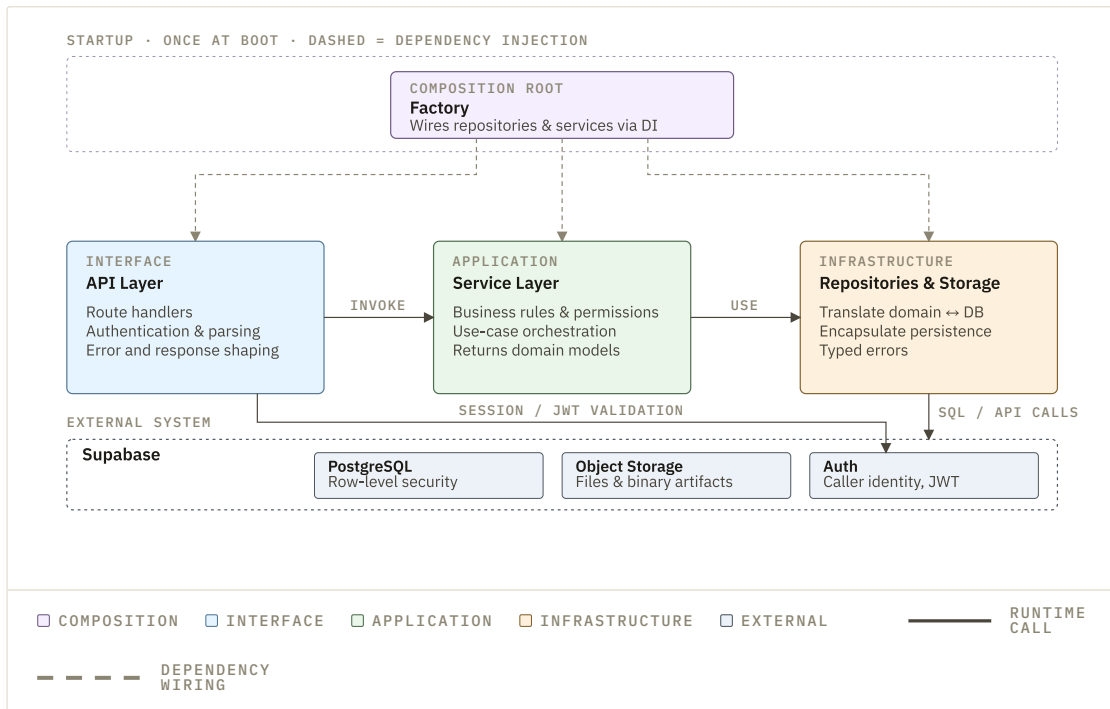 STARTUP · ONCE AT BOOT · DASHED = DEPENDENCY INJECTION
COMPOSITION ROOT
Factory
Wires repositories & services via DI
INTERFACE
API Layer
Route handlers
Authentication & parsing
Error and response shaping
INVOKE
APPLICATION
Service Layer
Business rules & permissions
Use-case orchestration
Returns domain models
USE
INFRASTRUCTURE
Repositories & Storage
Translate domain ↔ DB
Encapsulate persistence
Typed errors
SESSION / JWT VALIDATION
SQL / API CALLS
EXTERNAL SYSTEM
Supabase
PostgreSQL
Row-level security
Object Storage
Files & binary artifacts
Auth
Caller identity, JWT
COMPOSITION
INTERFACE
APPLICATION
INFRASTRUCTURE
EXTERNAL
RUNTIME
CALL
DEPENDENCY
WIRING